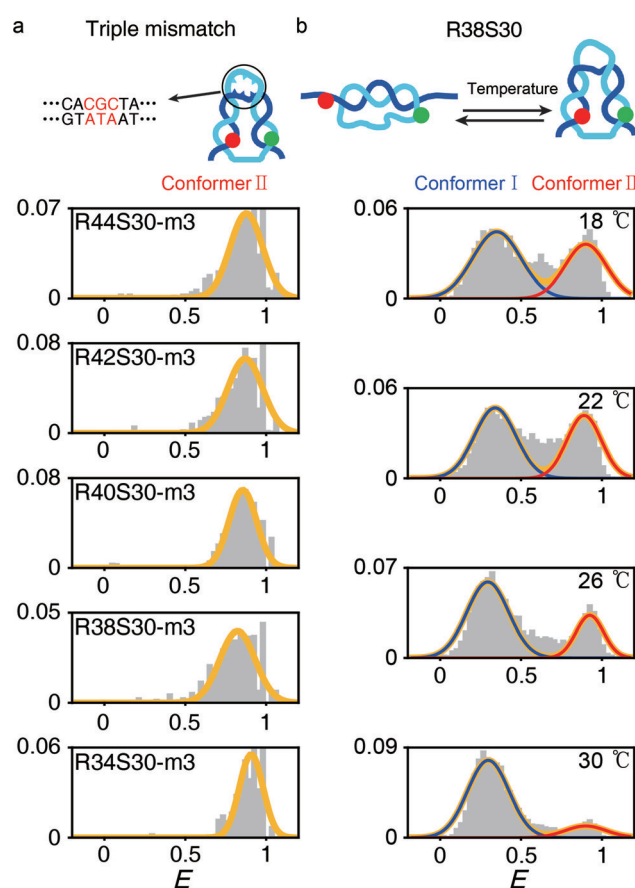 a
Triple mismatch
···CACGCTA···
···GTATAAT···
Conformer Ⅱ
0.07
R44S30-m3
0
0
0.5
1
0.08
R42S30-m3
0
0
0.5
1
0.08
R40S30-m3
0
0
0.5
1
0.05
R38S30-m3
0
0
0.5
1
0.06
R34S30-m3
0
0
0.5
1
E
b
R38S30
Temperature
Conformer Ⅰ
Conformer Ⅱ
0.06
18 ℃
0
0
0.5
1
0.06
22 ℃
0
0
0.5
1
0.07
26 ℃
0
0
0.5
1
0.09
30 ℃
0
0
0.5
1
E